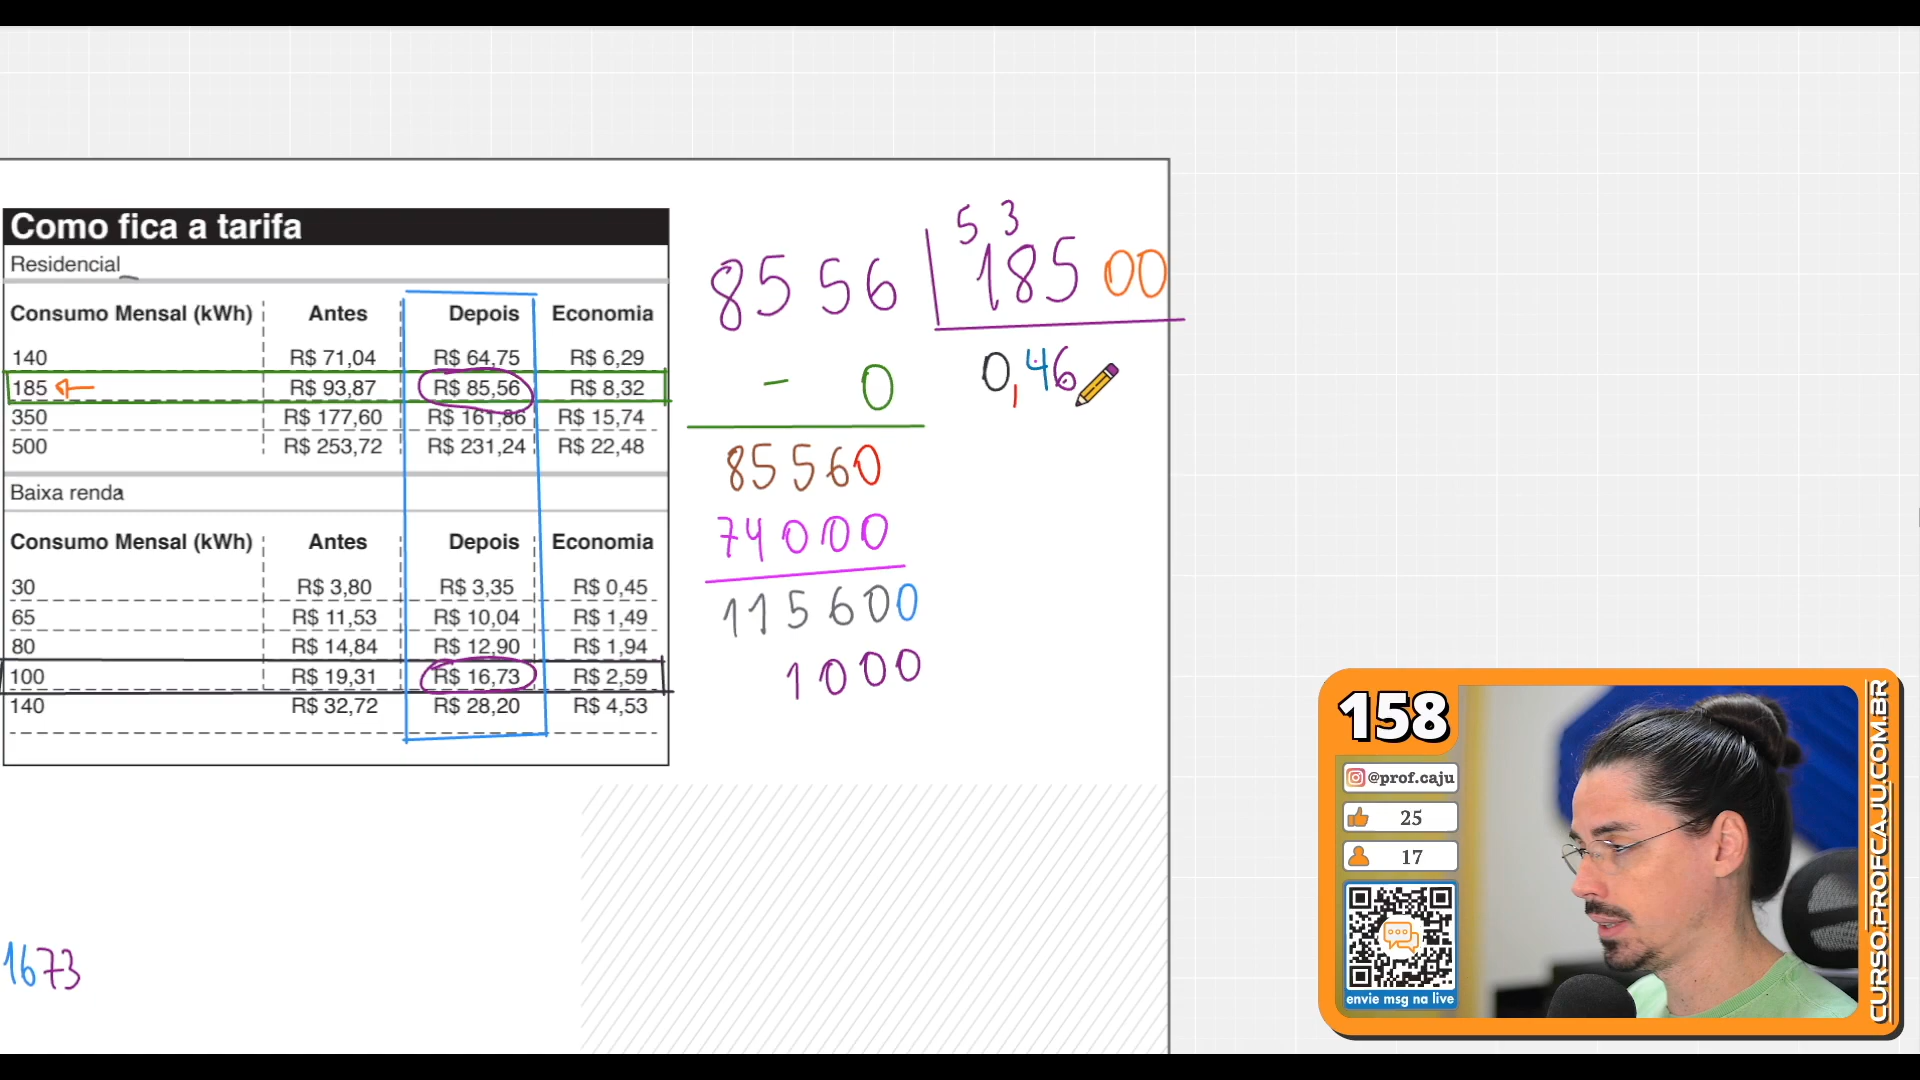 Como fica a tarifa
Residencial
Consumo Mensal (kWh) Antes Depois Economia
140 R$ 71,04 R$ 64,75 R$ 6,29
185 R$ 93,87 R$ 85,56 R$ 8,32
350 R$ 177,60 R$ 161,86 R$ 15,74
500 R$ 253,72 R$ 231,24 R$ 22,48
Baixa renda
Consumo Mensal (kWh) Antes Depois Economia
30 R$ 3,80 R$ 3,35 R$ 0,45
65 R$ 11,53 R$ 10,04 R$ 1,49
80 R$ 14,84 R$ 12,90 R$ 1,94
100 R$ 19,31 R$ 16,73 R$ 2,59
140 R$ 32,72 R$ 28,20 R$ 4,53
5 3
8556 18500
- 0 0,46
85560
74000
115600
1000
1673
158
@prof.caju
25
17
envie msg na live
CURSO.PROFCAJU.COM.BR